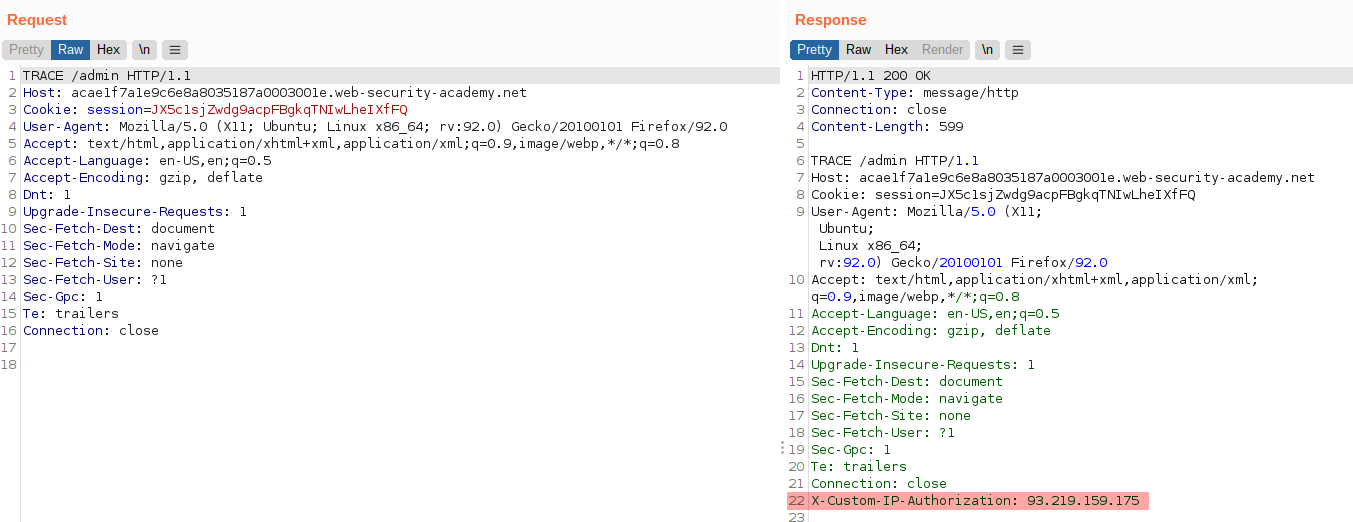 Request
Pretty Raw Hex \n ≡
1 TRACE /admin HTTP/1.1
2 Host: acae1f7a1e9c6e8a8035187a0003001e.web-security-academy.net
3 Cookie: session=JX5c1sjZwdg9acpFBgkqTNIwLheIXfFQ
4 User-Agent: Mozilla/5.0 (X11; Ubuntu; Linux x86_64; rv:92.0) Gecko/20100101 Firefox/92.0
5 Accept: text/html,application/xhtml+xml,application/xml;q=0.9,image/webp,*/*;q=0.8
6 Accept-Language: en-US,en;q=0.5
7 Accept-Encoding: gzip, deflate
8 Dnt: 1
9 Upgrade-Insecure-Requests: 1
10 Sec-Fetch-Dest: document
11 Sec-Fetch-Mode: navigate
12 Sec-Fetch-Site: none
13 Sec-Fetch-User: ?1
14 Sec-Gpc: 1
15 Te: trailers
16 Connection: close
17
18
Response
Pretty Raw Hex Render \n ≡
1 HTTP/1.1 200 OK
2 Content-Type: message/http
3 Connection: close
4 Content-Length: 599
5
6 TRACE /admin HTTP/1.1
7 Host: acae1f7a1e9c6e8a8035187a0003001e.web-security-academy.net
8 Cookie: session=JX5c1sjZwdg9acpFBgkqTNIwLheIXfFQ
9 User-Agent: Mozilla/5.0 (X11;
Ubuntu;
Linux x86_64;
rv:92.0) Gecko/20100101 Firefox/92.0
10 Accept: text/html,application/xhtml+xml,application/xml;
q=0.9,image/webp,*/*;q=0.8
11 Accept-Language: en-US,en;q=0.5
12 Accept-Encoding: gzip, deflate
13 Dnt: 1
14 Upgrade-Insecure-Requests: 1
15 Sec-Fetch-Dest: document
16 Sec-Fetch-Mode: navigate
17 Sec-Fetch-Site: none
18 Sec-Fetch-User: ?1
19 Sec-Gpc: 1
20 Te: trailers
21 Connection: close
22 X-Custom-IP-Authorization: 93.219.159.175
23